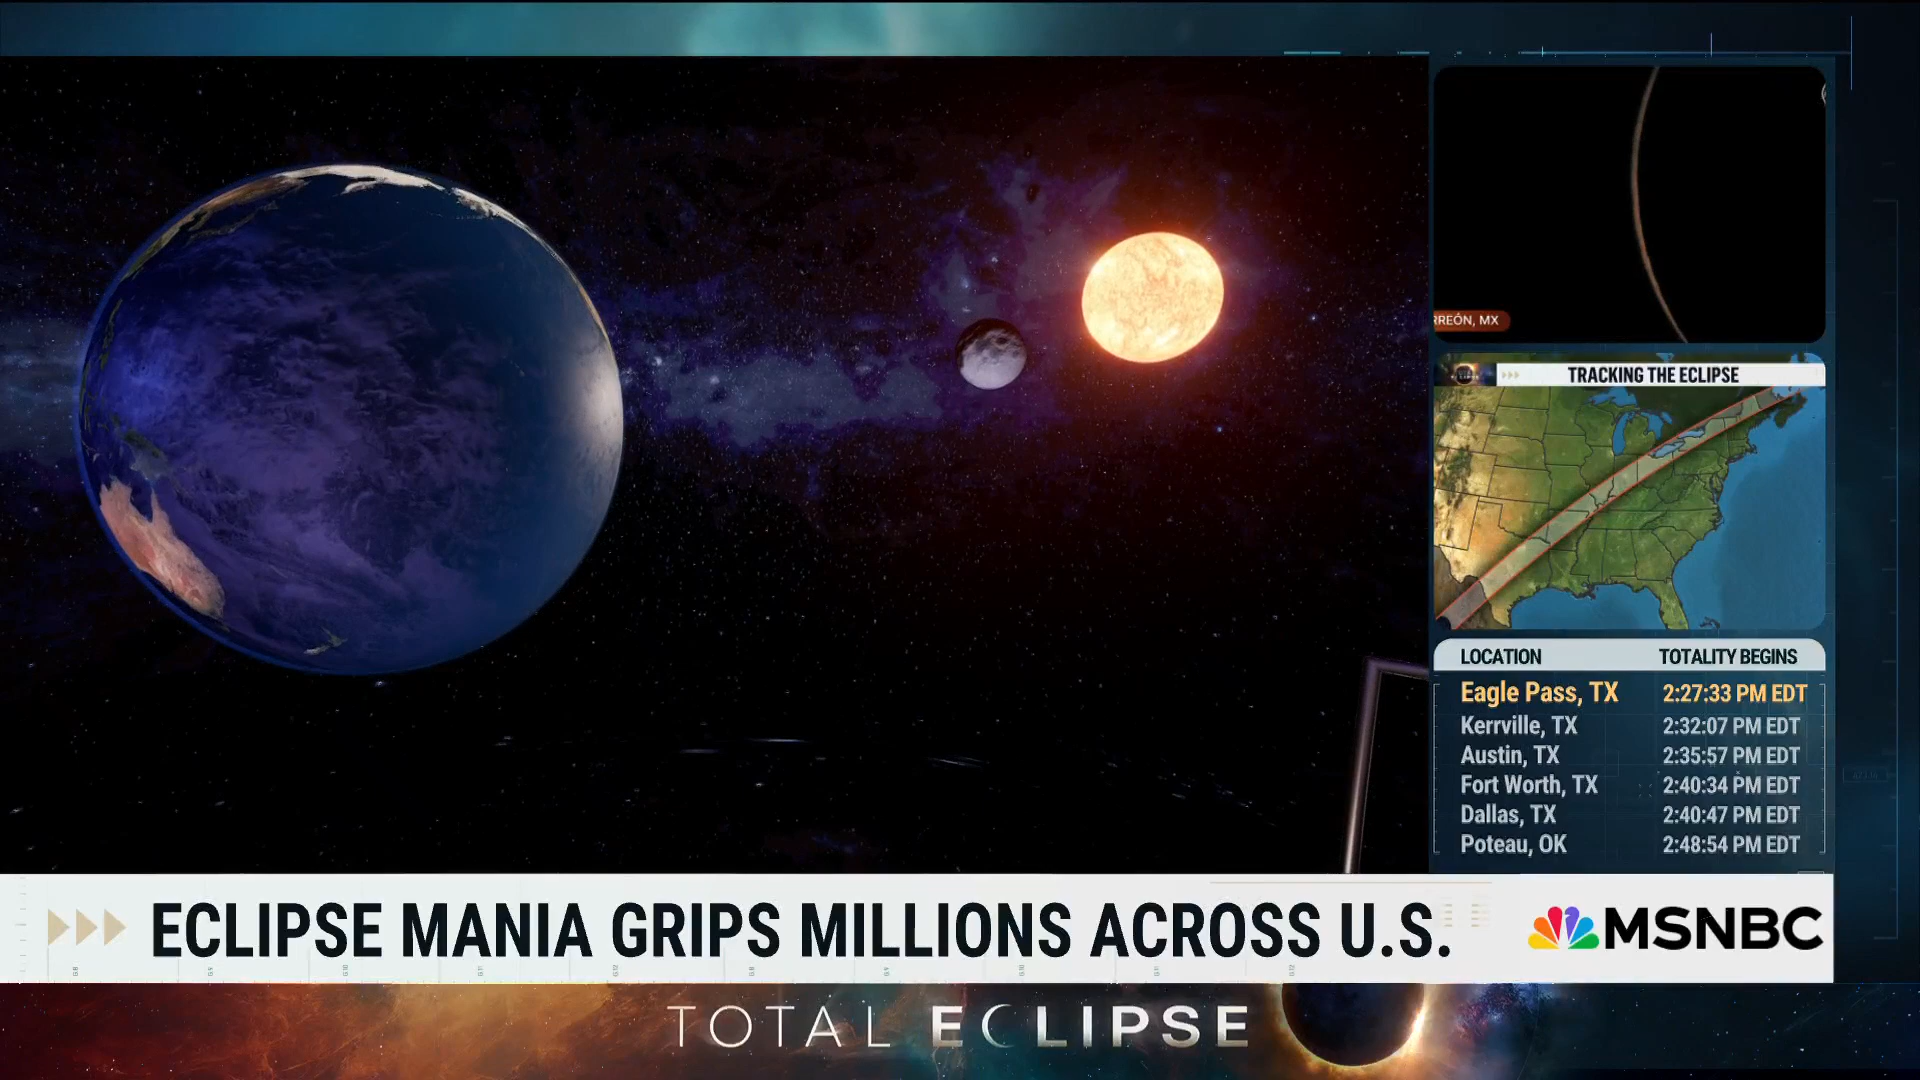 RREÓN, MX
TRACKING THE ECLIPSE
LOCATION TOTALITY BEGINS
Eagle Pass, TX 2:27:33 PM EDT
Kerrville, TX 2:32:07 PM EDT
Austin, TX 2:35:57 PM EDT
Fort Worth, TX 2:40:34 PM EDT
Dallas, TX 2:40:47 PM EDT
Poteau, OK 2:48:54 PM EDT
ECLIPSE MANIA GRIPS MILLIONS ACROSS U.S.
MSNBC
TOTAL ECLIPSE